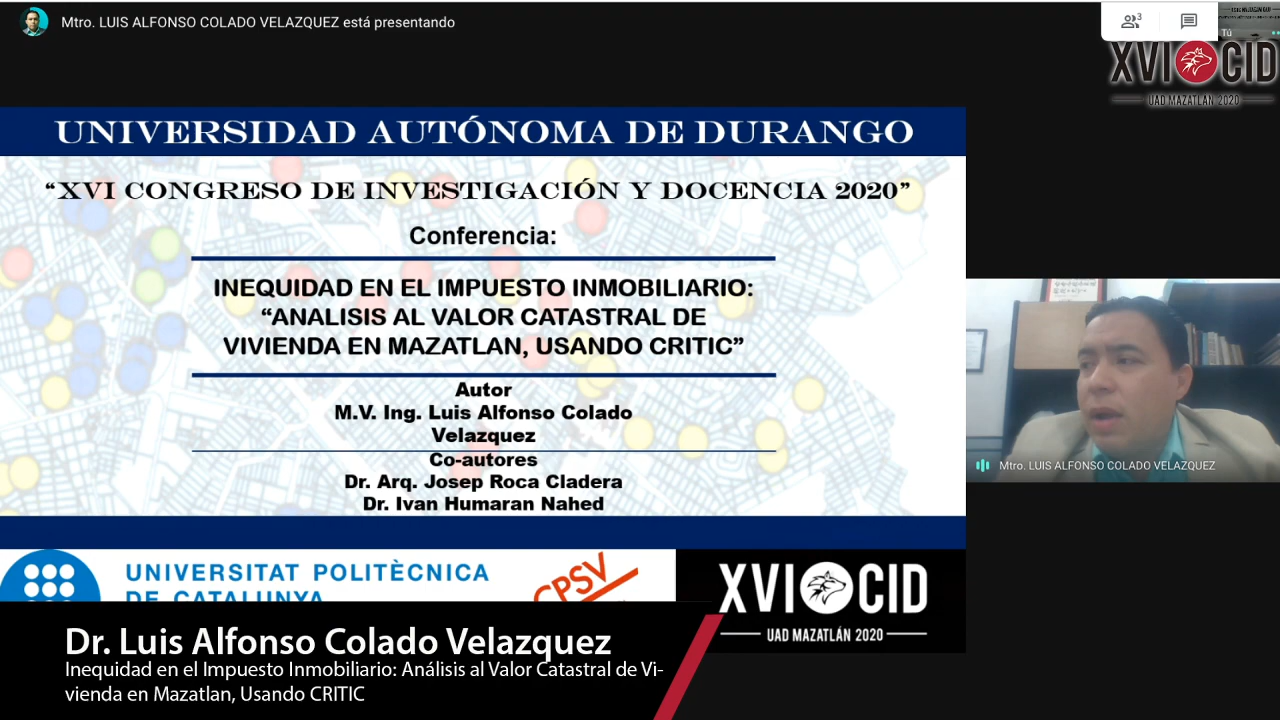 Mtro. LUIS ALFONSO COLADO VELAZQUEZ está presentando
3
Tú
XVI CID
UAD MAZATLÁN 2020
UNIVERSIDAD AUTÓNOMA DE DURANGO
“XVI CONGRESO DE INVESTIGACIÓN Y DOCENCIA 2020”
Conferencia:
INEQUIDAD EN EL IMPUESTO INMOBILIARIO:
“ANALISIS AL VALOR CATASTRAL DE
VIVIENDA EN MAZATLAN, USANDO CRITIC”
Autor
M.V. Ing. Luis Alfonso Colado
Velazquez
Co-autores
Dr. Arq. Josep Roca Cladera
Dr. Ivan Humaran Nahed
Mtro. LUIS ALFONSO COLADO VELAZQUEZ
UNIVERSITAT POLITÈCNICA
DE CATALUNYA
CPSV
XVI CID
UAD MAZATLÁN 2020
Dr. Luis Alfonso Colado Velazquez
Inequidad en el Impuesto Inmobiliario: Análisis al Valor Catastral de Vi-
vienda en Mazatlan, Usando CRITIC